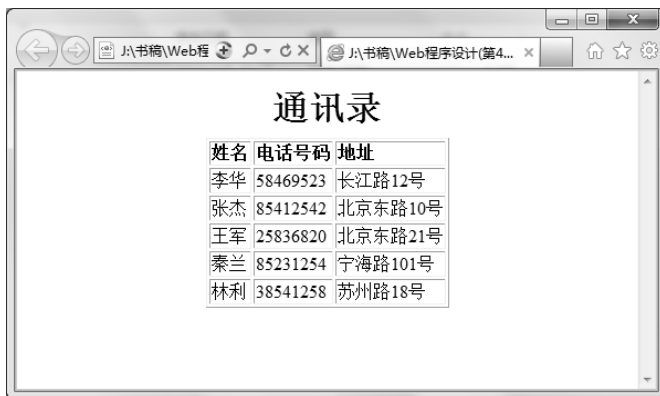 J:\书稿\Web程
J:\书稿\Web程序设计(第4...
通讯录
姓名 电话号码 地址
李华 58469523 长江路12号
张杰 85412542 北京东路10号
王军 25836820 北京东路21号
秦兰 85231254 宁海路101号
林利 38541258 苏州路18号